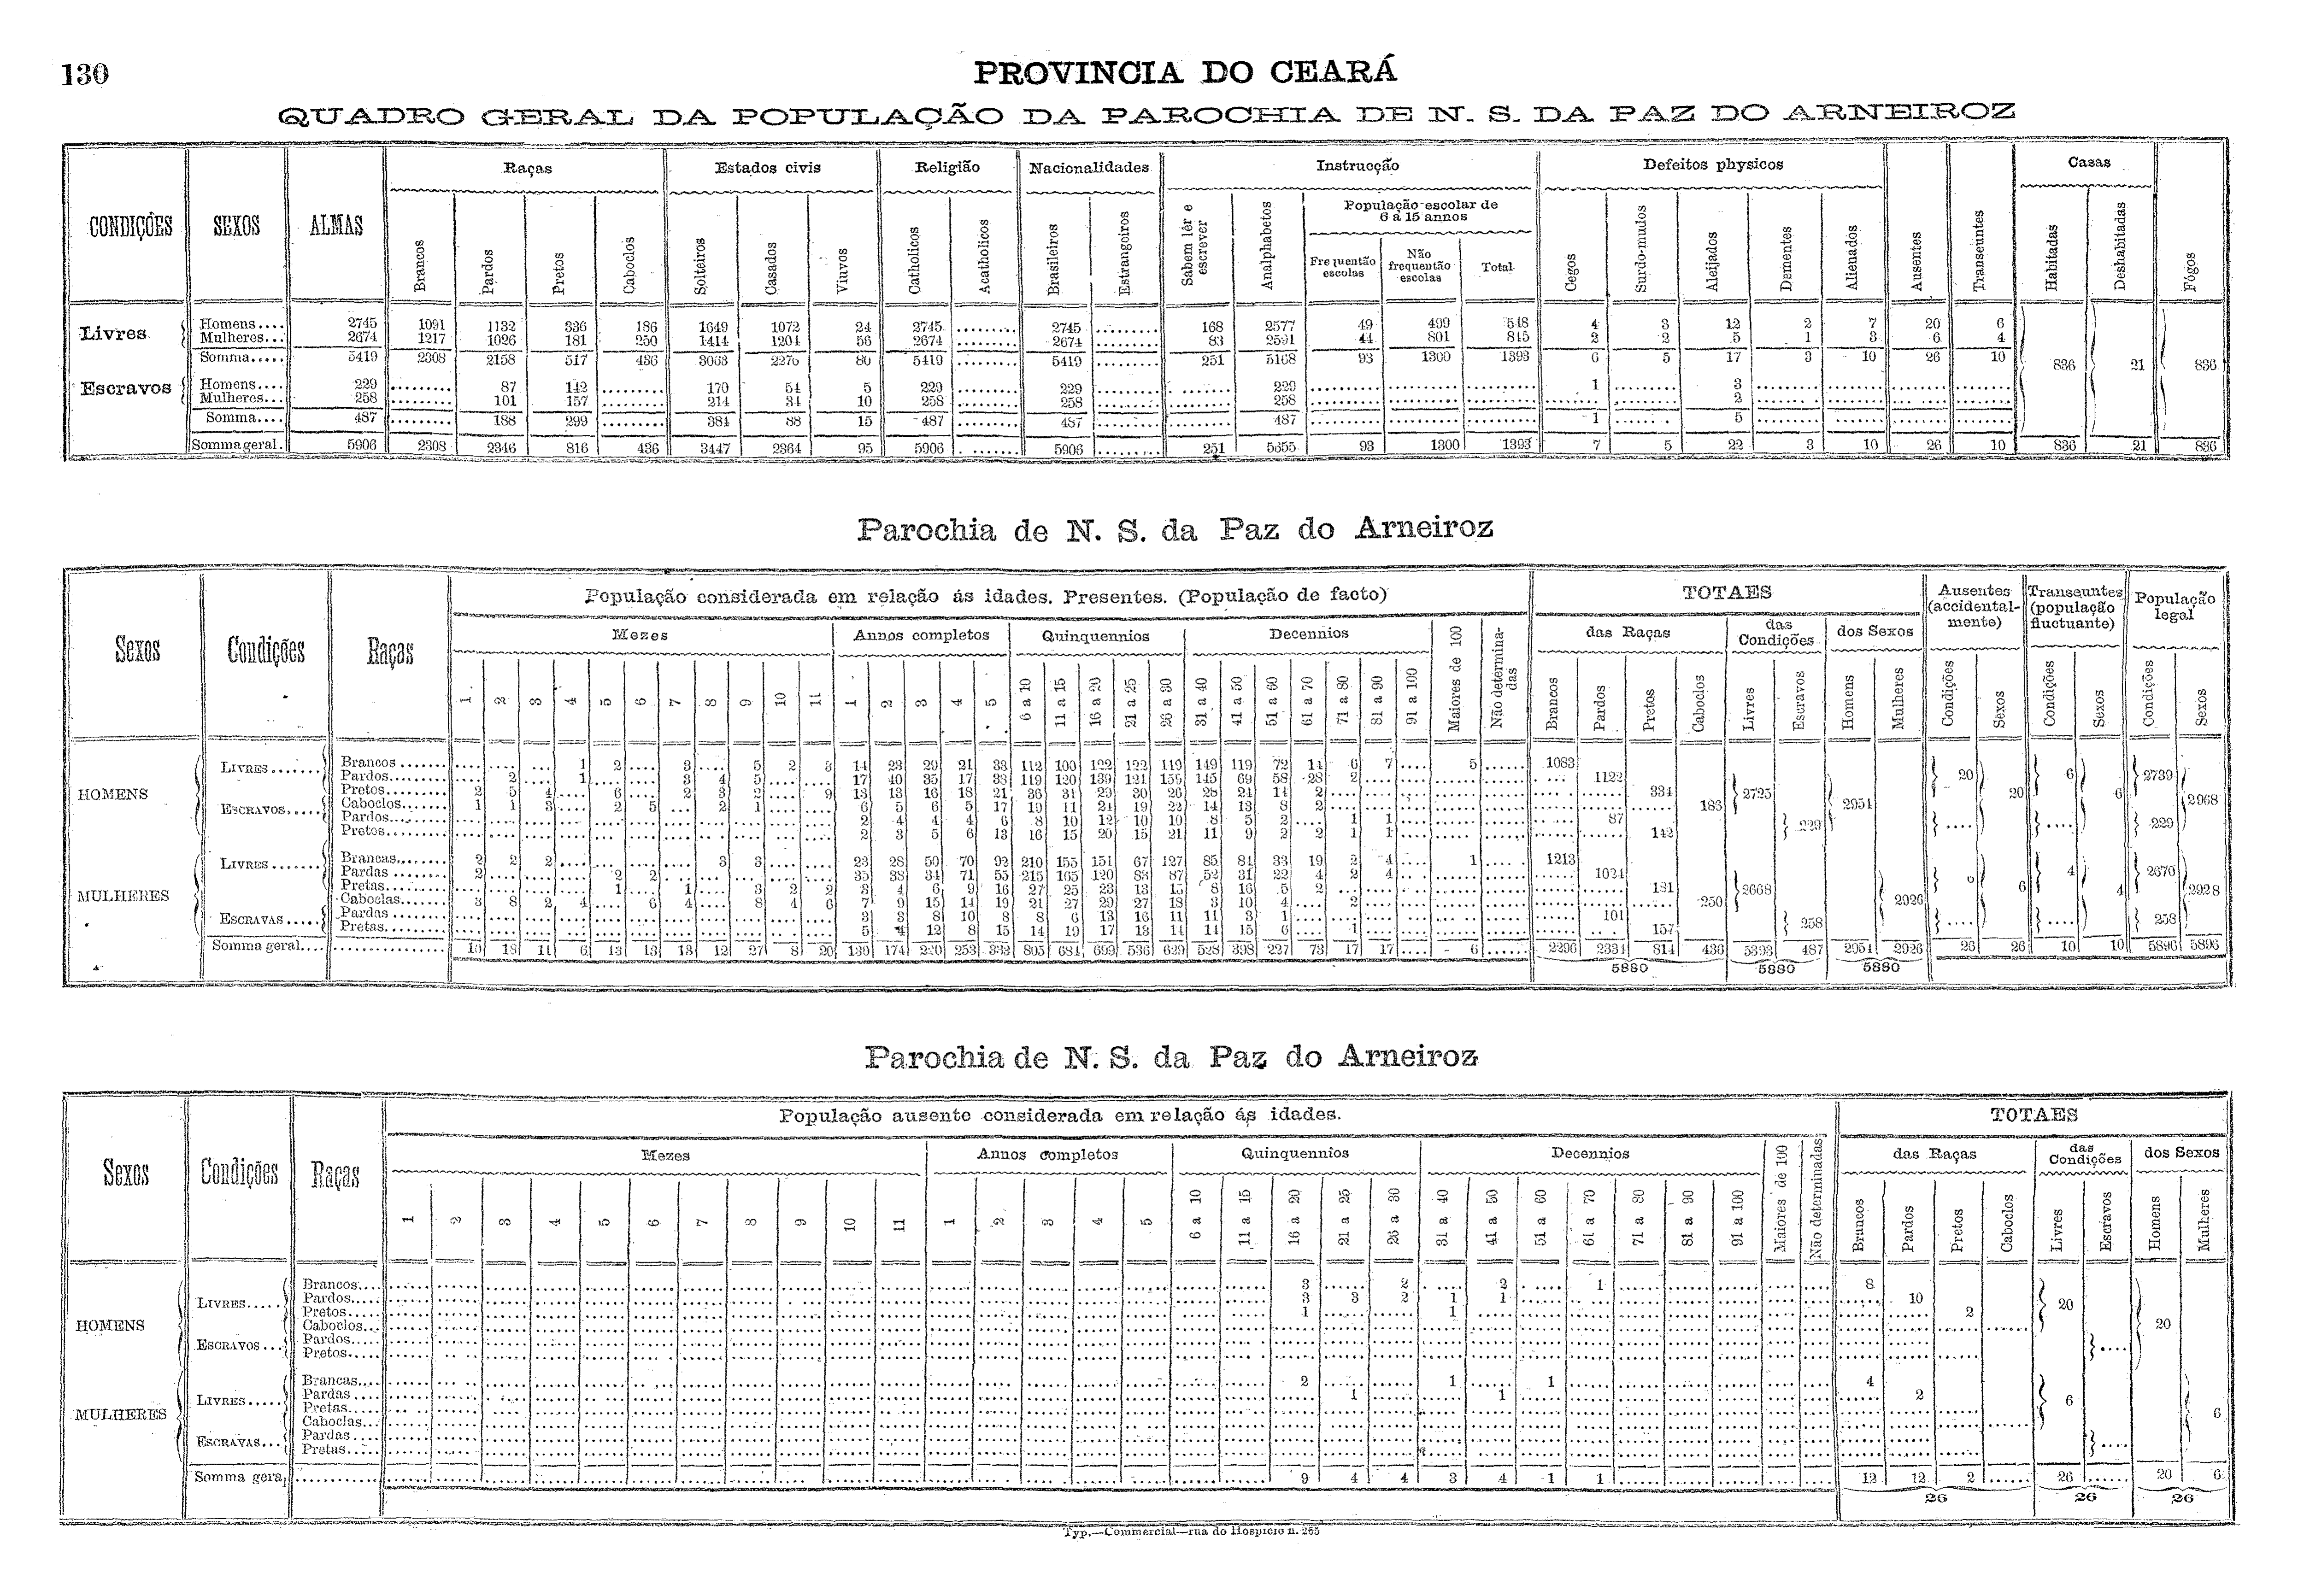 130
PROVINCIA DO CEARÁ
QUADRO GERAL DA POPULAÇÃO DA PAROCHIA DE N. S. DA PAZ DO ARNEIROZ
CONDIÇÕES SEXOS ALMAS Raças Estados civis Religião Nacionalidades Instrucção Defeitos physicos Ausentes Transeuntes Casas Fógos
População escolar de 6 a 15 annos
Brancos Pardos Pretos Caboclos Solteiros Casados Viuvos Catholicos Acatholicos Brasileiros Estrangeiros Sabem lêr e escrever Analphabetos Frequentão escolas Não frequentão escolas Total Cegos Surdo-mudos Aleijados Dementes Alienados Habitadas Deshabitadas
Livres Homens.... 2745 1091 1132 336 186 1649 1072 24 2745 ......... 2745 ......... 168 2577 49 499 548 4 3 12 2 7 20 6
Mulheres... 2674 1217 1026 181 250 1414 1204 56 2674 ......... 2674 ......... 83 2591 44 801 845 2 2 5 1 3 6 4
Somma..... 5419 2308 2158 517 436 3063 2276 80 5419 ......... 5419 ......... 251 5168 93 1300 1393 6 5 17 3 10 26 10 836 21 836
Escravos Homens.... 229 ......... 87 142 ......... 170 54 5 229 ......... 229 ......... ........ 229 ......... ......... ......... 1 ........ 3 ........ ........ ....... .......
Mulheres... 258 ......... 101 157 ......... 214 34 10 258 ......... 258 ......... ........ 258 ......... ......... ......... ........ ........ 2 ........ ........ ....... .......
Somma.... 487 ......... 188 299 ......... 384 88 15 487 ......... 487 ......... ........ 487 ......... ......... ......... 1 ....... 5 ........ ........ ....... .......
Somma geral. 5906 2308 2346 816 436 3447 2364 95 5906 ........ 5906 ......... 251 5655 93 1300 1393 7 5 22 3 10 26 10 836 21 836
Parochia de N. S. da Paz do Arneiroz
Sexos Condições Raças População considerada em relação ás idades. Presentes. (População de facto) TOTAES Ausentes (accidentalmente) Transeuntes (população fluctuante) População legal
Mezes Annos completos Quinquennios Decennios Maiores de 100 Não determinadas das Raças das Condições dos Sexos
1 2 3 4 5 6 7 8 9 10 11 1 2 3 4 5 6 a 10 11 a 15 16 a 20 21 a 25 26 a 30 31 a 40 41 a 50 51 a 60 61 a 70 71 a 80 81 a 90 91 a 100 Brancos Pardos Pretos Caboclos Livres Escravos Homens Mulheres Condições Sexos Condições Sexos Condições Sexos
HOMENS LIVRES....... Brancos ....... .... .... .... 1 2 .... 3 .... 5 2 3 14 23 29 21 33 112 100 122 122 119 149 119 72 14 6 7 .... 5 ...... 1083
Pardos........ .... 2 .... 1 .... .... 3 4 5 .... .... 17 40 35 17 33 119 120 139 121 159 145 69 58 28 2 .... .... .... ...... .... 1122
Pretos........ 2 5 4 .... 6 .... 2 3 2 .... 9 13 13 16 18 21 36 31 29 30 26 28 24 14 2 .... .... .... .... ...... ...... ...... 334
Caboclos...... 1 1 3 .... 2 5 .... 2 1 .... .... 6 5 6 5 17 19 11 24 19 22 14 13 8 2 .... .... .... .... ...... ...... ...... ...... 183
ESCRAVOS...... Pardos........ 2 4 4 4 6 8 10 12 10 10 8 5 2 .... 1 1 .... .... ...... ...... 87
Pretos........ 2 3 5 6 13 16 15 20 15 21 11 9 2 2 1 1 .... .... ...... ...... ...... 142
2725 229 2951 20 20 6 6 2739 229 2968
MULHERES LIVRES....... Brancas........ 2 2 2 .... .... .... .... 3 3 .... .... 23 28 50 70 92 210 155 151 67 127 85 81 33 19 2 4 .... 1 ..... 1213
Pardas ........ 2 .... .... .... 2 2 .... .... .... .... .... 35 38 34 71 55 215 165 120 83 87 52 31 22 4 2 4 .... .... ...... ...... 1024
Pretas......... .... .... .... .... 1 .... 1 .... 3 2 2 3 4 6 9 16 27 25 23 13 15 8 16 5 2 .... .... .... .... ...... ...... ...... 181
Caboclas....... 3 8 2 4 .... 6 4 .... 8 4 6 7 9 15 14 19 21 27 29 27 18 3 10 4 .... 2 .... .... .... ...... ...... ...... ...... 250
ESCRAVAS..... Pardas ........ 3 3 8 10 8 8 6 13 16 11 11 3 1 .... .... .... .... .... ...... ...... 101
Pretas......... 5 4 12 8 15 14 19 17 13 14 14 15 6 .... 1 .... .... .... ...... ...... ...... 157
2668 258 2926 6 6 4 4 2670 258 2928
Somma geral.... ................. 10 18 11 6 13 13 13 12 27 8 20 130 174 220 253 332 805 684 699 536 629 528 398 227 73 17 17 .... 6 ...... 2296 2334 814 436 5393 487 2954 2926 26 26 10 10 5896 5896
5880 5880 5880
Parochia de N. S. da Paz do Arneiroz
Sexos Condições Raças População ausente considerada em relação ás idades. TOTAES
Mezes Annos completos Quinquennios Decennios Maiores de 100 Não determinadas das Raças das Condições dos Sexos
1 2 3 4 5 6 7 8 9 10 11 1 2 3 4 5 6 a 10 11 a 15 16 a 20 21 a 25 26 a 30 31 a 40 41 a 50 51 a 60 61 a 70 71 a 80 81 a 90 91 a 100 Brancos Pardos Pretos Caboclos Livres Escravos Homens Mulheres
HOMENS LIVRES..... Brancos.... 3 ...... 2 .... 2 ...... 1 8
Pardos..... 3 3 2 1 1 10
Pretos..... 1 ...... ...... 1 2
Caboclos...
ESCRAVOS... Pardos.....
Pretos.....
20 .... 20
MULHERES LIVRES..... Brancas.... 2 ...... ...... 1 ...... 1 4
Pardas .... 1 ...... ...... 1 2
Pretas.....
Caboclas...
ESCRAVAS... Pardas ....
Pretas.....
6 .... 6
Somma geral ........... 9 4 4 3 4 1 1 12 12 2 ...... 26 ...... 20 6
26 26 26
Typ.—Commercial—rua do Hospicio n. 265